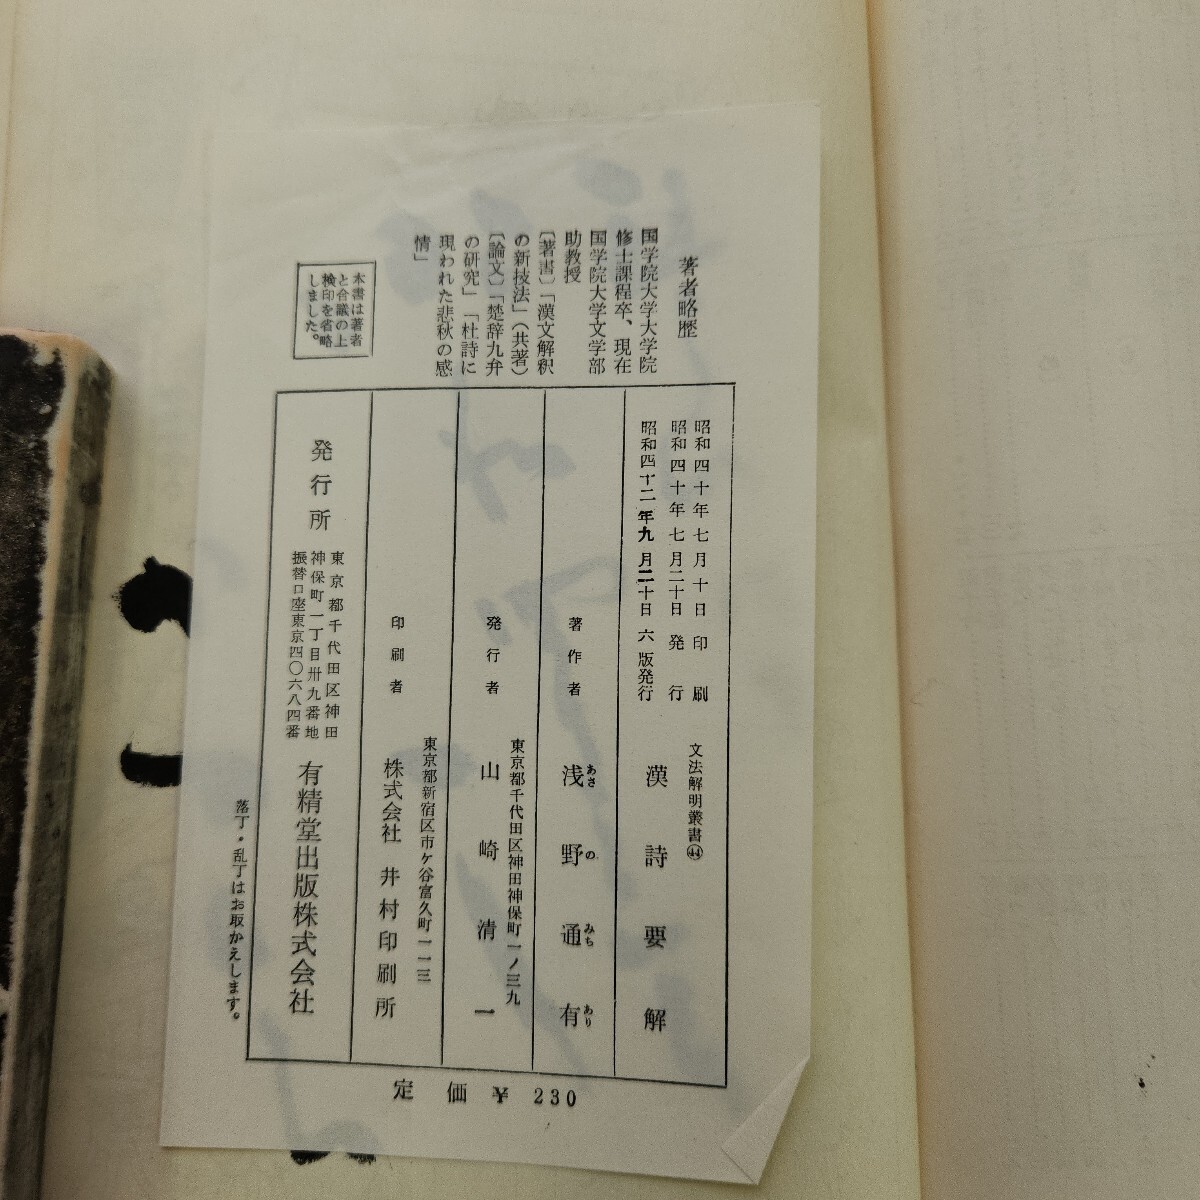 著者略歴
国学院大学大学院
修士課程卒、現在
国学院大学文学部
助教授
〔著書〕「漢文解釈
の新技法」(共著)
〔論文〕「楚辞九弁
の研究」「杜詩に
現われた悲秋の感
情」
本書は著者
と合議の上
検印を省略
しました。
昭和四十年七月十日 印刷
昭和四十年七月二十日 発行
昭和四十二年九月二十日 六版発行
文法解明叢書㊹
漢詩要解
著作者 浅野通有
あさ の みち あり
発行者 山崎清一
東京都千代田区神田神保町一ノ三九
印刷者 株式会社 井村印刷所
東京都新宿区市ケ谷富久町一一三
発行所
東京都千代田区神田
神保町一丁目卅九番地
振替口座東京四〇六八四番
有精堂出版株式会社
落丁・乱丁はお取かえします。
定価 ¥230